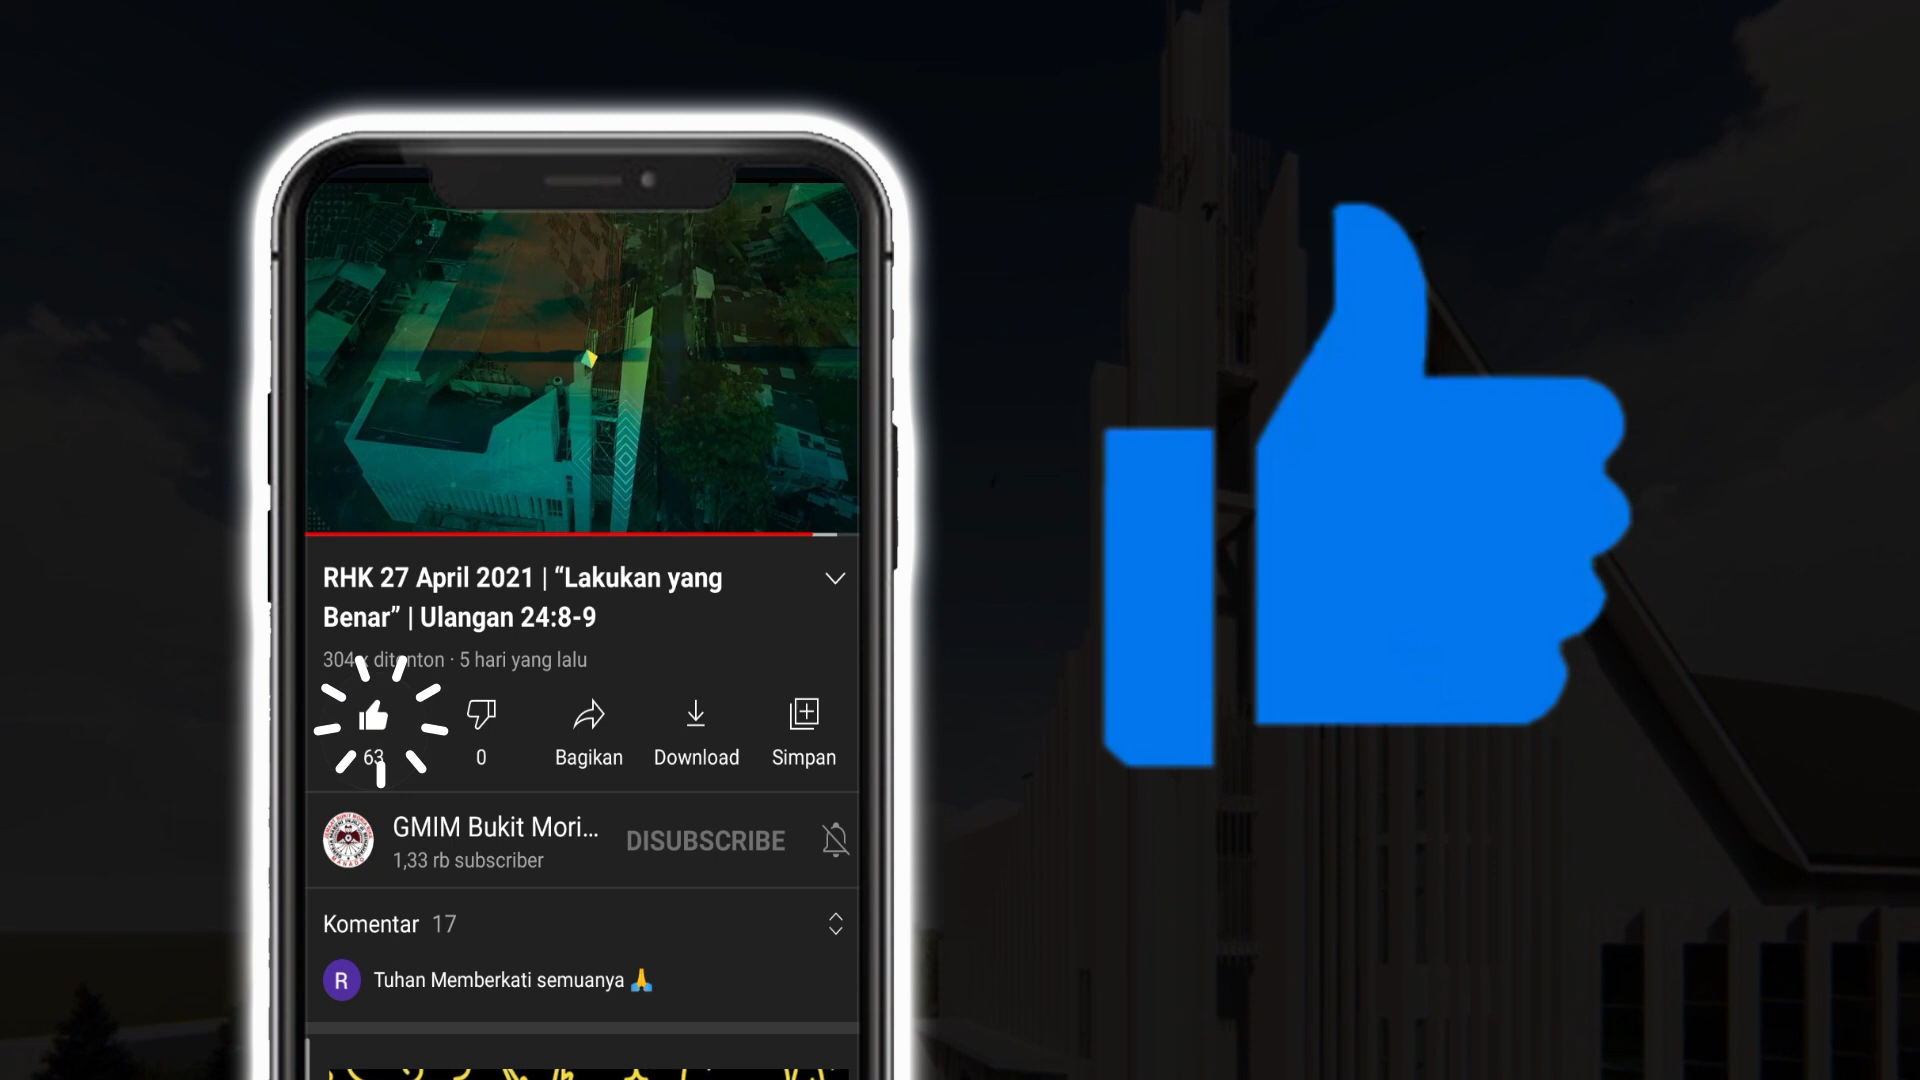 RHK 27 April 2021 | “Lakukan yang
Benar” | Ulangan 24:8-9
304 x ditonton · 5 hari yang lalu
63
0
Bagikan
Download
Simpan
GMIM Bukit Mori...
DISUBSCRIBE
1,33 rb subscriber
Komentar 17
R
Tuhan Memberkati semuanya 🙏